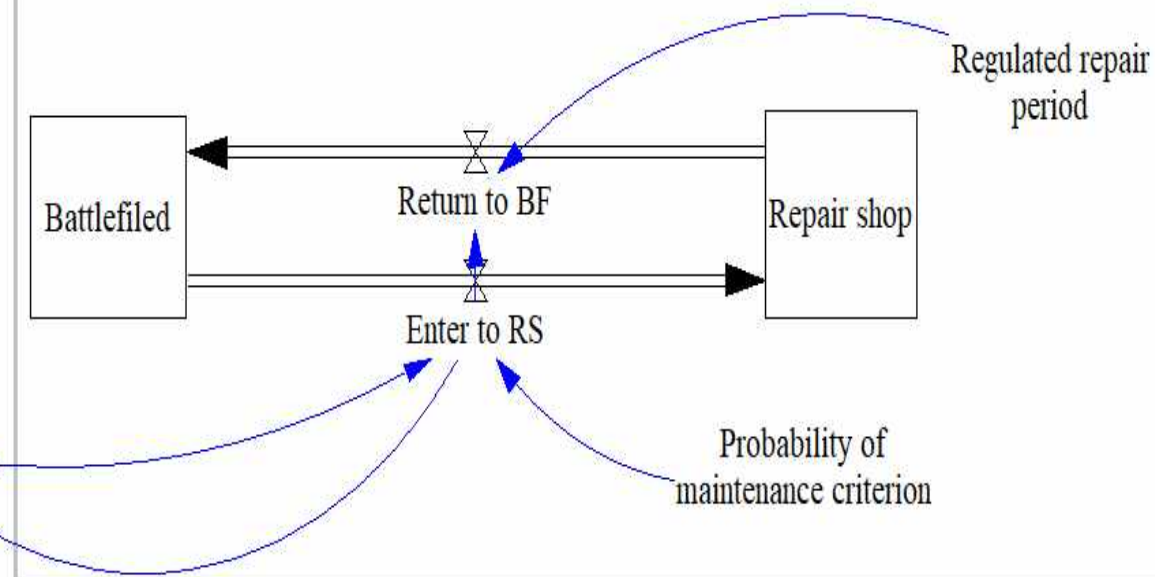 Regulated repair
period
Battlefiled
Return to BF
Repair shop
Enter to RS
Probability of
maintenance criterion